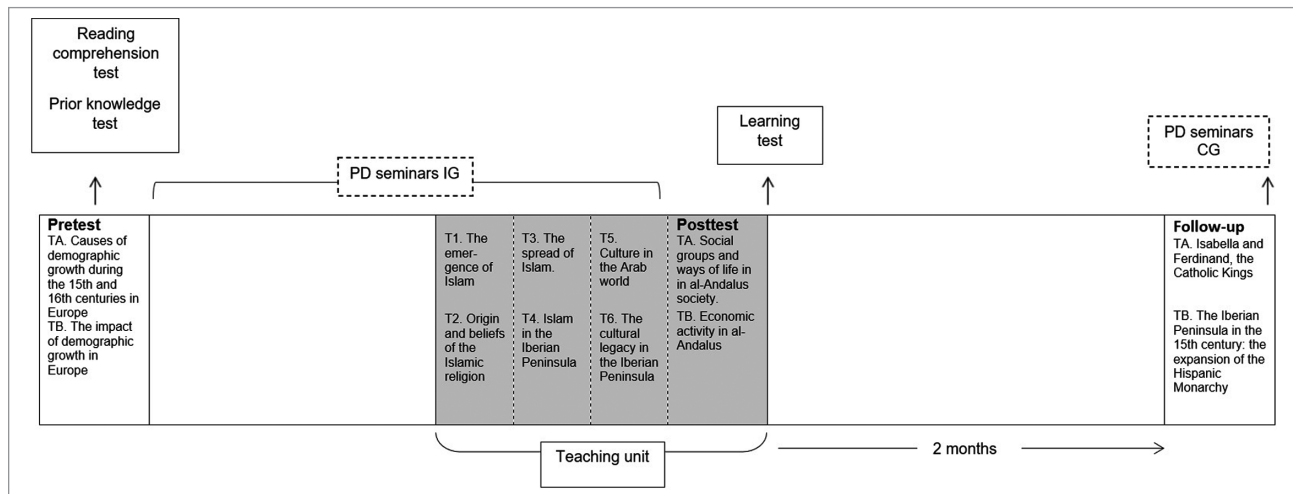 Reading
comprehension
test
Prior knowledge
test
PD seminars IG
Learning
test
PD seminars
CG
Pretest
TA. Causes of
demographic
growth during
the 15th and
16th centuries in
Europe
TB. The impact
of demographic
growth in
Europe
T1. The
emer-
gence of
Islam
T2. Origin
and beliefs
of the
Islamic
religion
T3. The
spread of
Islam.
T4. Islam
in the
Iberian
Peninsula
T5.
Culture in
the Arab
world
T6. The
cultural
legacy in
the Iberian
Peninsula
Posttest
TA. Social
groups and
ways of life in
in al-Andalus
society.
TB. Economic
activity in al-
Andalus
Follow-up
TA. Isabella and
Ferdinand, the
Catholic Kings
TB. The Iberian
Peninsula in the
15th century: the
expansion of the
Hispanic
Monarchy
Teaching unit
2 months